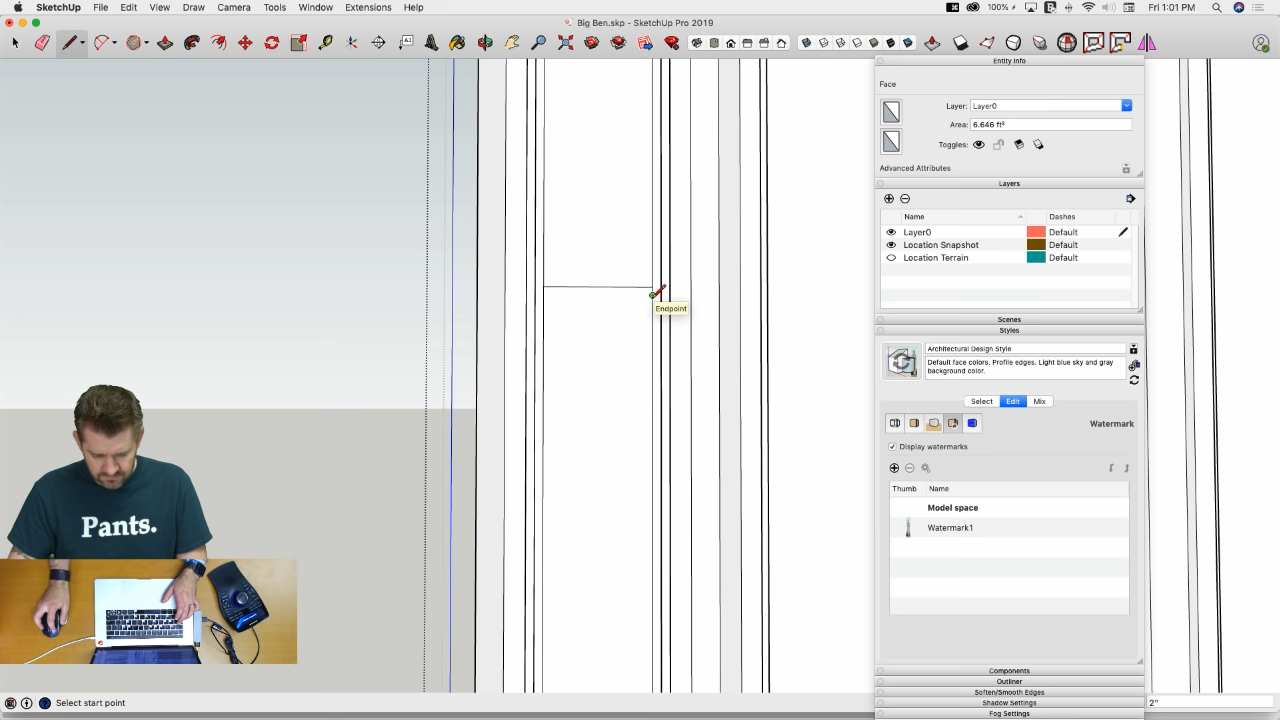 SketchUp File Edit View Draw Camera Tools Window Extensions Help
100% Fri 1:01 PM
Big Ben.skp - SketchUp Pro 2019
Entity Info
Face
Layer: Layer0
Area: 6.646 ft²
Toggles:
Advanced Attributes
Layers
Name Dashes
Layer0 Default
Location Snapshot Default
Location Terrain Default
Endpoint
Scenes
Styles
Architectural Design Style
Default face colors. Profile edges. Light blue sky and gray
background color.
Select Edit Mix
Watermark
Display watermarks
Thumb Name
Model space
Watermark1
Pants.
Components
Outliner
Soften/Smooth Edges
Shadow Settings
Fog Settings
Select start point
2"